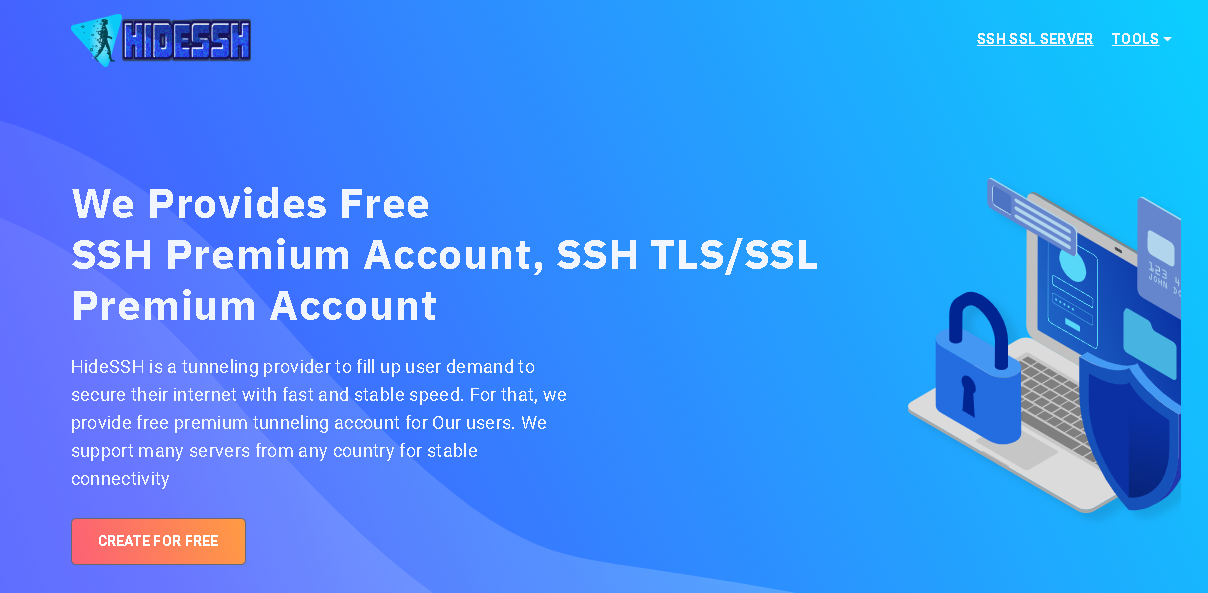 HIDESSH
SSH SSL SERVER TOOLS
We Provides Free
SSH Premium Account, SSH TLS/SSL
Premium Account
HideSSH is a tunneling provider to fill up user demand to
secure their internet with fast and stable speed. For that, we
provide free premium tunneling account for Our users. We
support many servers from any country for stable
connectivity
CREATE FOR FREE
123 4
JOHN